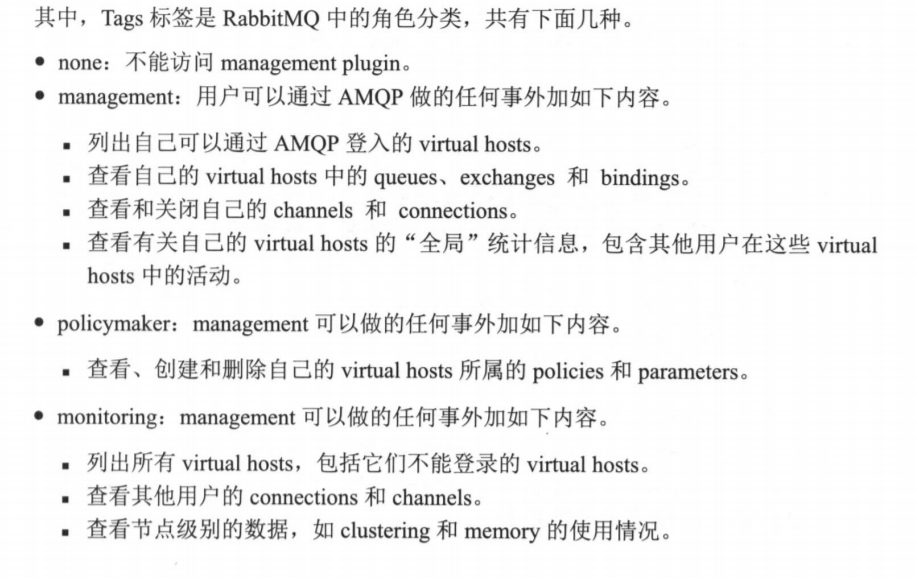 其中，Tags 标签是 RabbitMQ 中的角色分类，共有下面几种。
● none：不能访问 management plugin。
● management：用户可以通过 AMQP 做的任何事外加如下内容。
■ 列出自己可以通过 AMQP 登入的 virtual hosts。
■ 查看自己的 virtual hosts 中的 queues、exchanges 和 bindings。
■ 查看和关闭自己的 channels 和 connections。
■ 查看有关自己的 virtual hosts 的“全局”统计信息，包含其他用户在这些 virtual
hosts 中的活动。
● policymaker：management 可以做的任何事外加如下内容。
■ 查看、创建和删除自己的 virtual hosts 所属的 policies 和 parameters。
● monitoring：management 可以做的任何事外加如下内容。
■ 列出所有 virtual hosts，包括它们不能登录的 virtual hosts。
■ 查看其他用户的 connections 和 channels。
■ 查看节点级别的数据，如 clustering 和 memory 的使用情况。